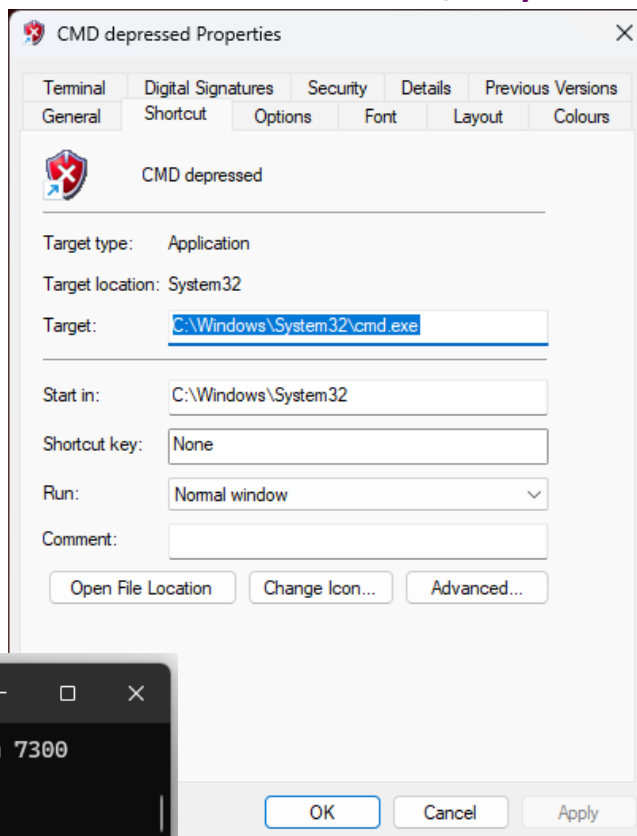 CMD depressed Properties
Terminal Digital Signatures Security Details Previous Versions
General Shortcut Options Font Layout Colours
CMD depressed
Target type: Application
Target location: System32
Target: C:\Windows\System32\cmd.exe
Start in: C:\Windows\System32
Shortcut key: None
Run: Normal window
Comment:
Open File Location Change Icon... Advanced...
7300
OK Cancel Apply